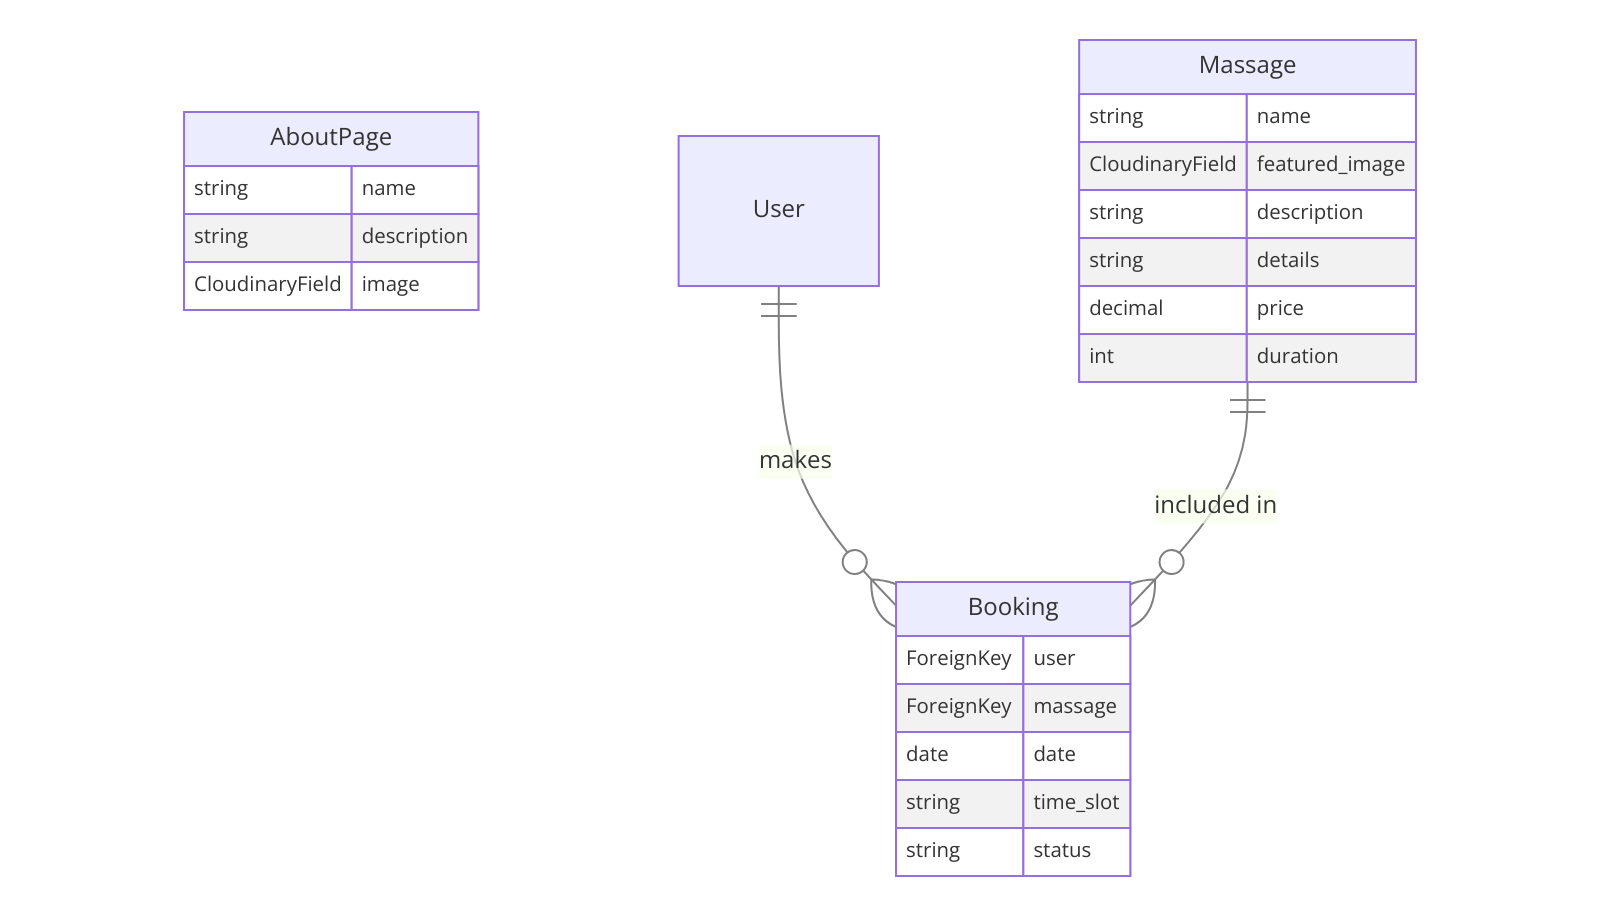 AboutPage
string name
string description
CloudinaryField image
User
Massage
string name
CloudinaryField featured_image
string description
string details
decimal price
int duration
makes
included in
Booking
ForeignKey user
ForeignKey massage
date date
string time_slot
string status